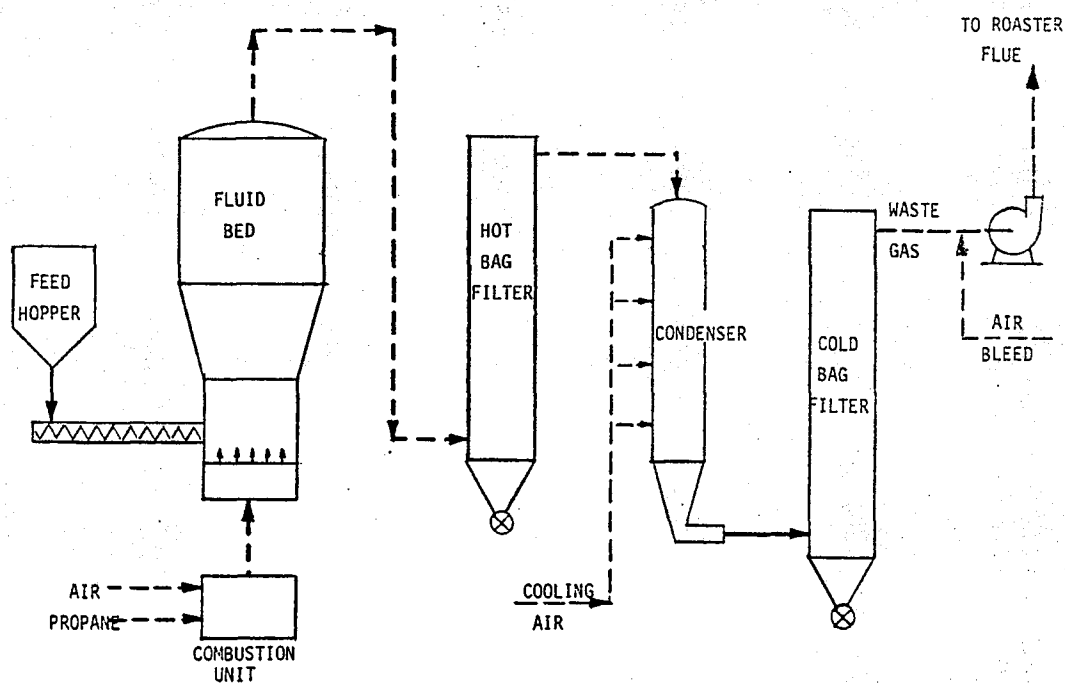 TO ROASTER
FLUE
FLUID
BED
FEED
HOPPER
HOT
BAG
FILTER
CONDENSER
COLD
BAG
FILTER
WASTE
GAS
AIR
BLEED
AIR
PROPANE
COMBUSTION
UNIT
COOLING
AIR